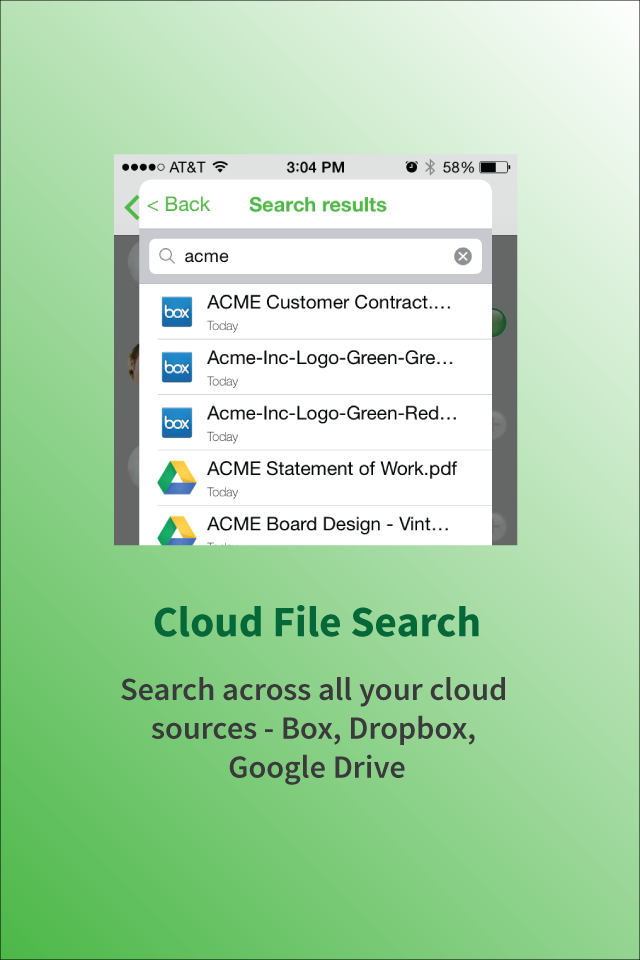 AT&T 3:04 PM 58%
< Back Search results
acme
box ACME Customer Contract.…
Today
box Acme-Inc-Logo-Green-Gre…
Today
box Acme-Inc-Logo-Green-Red…
Today
ACME Statement of Work.pdf
Today
ACME Board Design - Vint…
Today
Cloud File Search
Search across all your cloud
sources - Box, Dropbox,
Google Drive